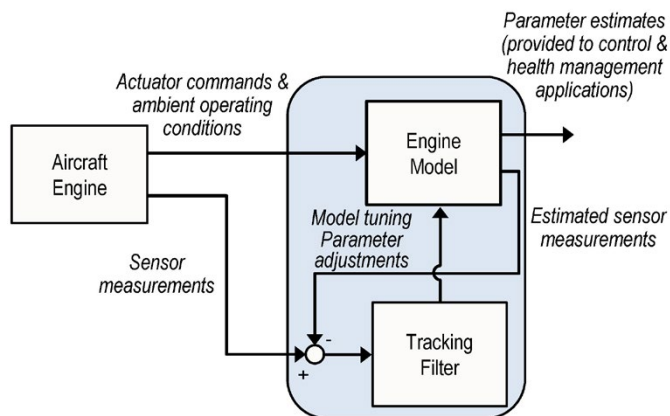 Parameter estimates
(provided to control &
health management
applications)
Actuator commands &
ambient operating
conditions
Aircraft
Engine
Engine
Model
Model tuning
Parameter
adjustments
Estimated sensor
measurements
Sensor
measurements
-
+
Tracking
Filter